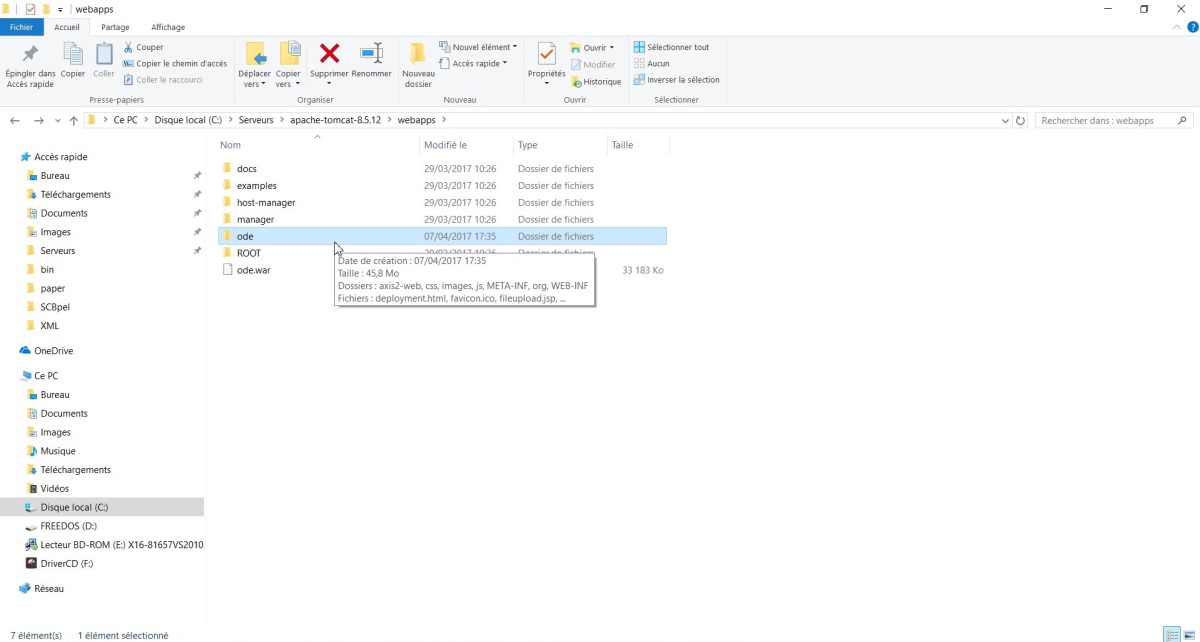 webapps
Fichier Accueil Partage Affichage
Épingler dans Accès rapide
Copier
Coller
Couper
Copier le chemin d'accès
Coller le raccourci
Presse-papiers
Déplacer vers
Copier vers
Supprimer
Renommer
Organiser
Nouveau dossier
Nouvel élément
Accès rapide
Nouveau
Propriétés
Ouvrir
Modifier
Historique
Ouvrir
Sélectionner tout
Aucun
Inverser la sélection
Sélectionner
Ce PC > Disque local (C:) > Serveurs > apache-tomcat-8.5.12 > webapps >
Rechercher dans : webapps
Accès rapide
Bureau
Téléchargements
Documents
Images
Serveurs
bin
paper
SCBpel
XML
OneDrive
Ce PC
Bureau
Documents
Images
Musique
Téléchargements
Vidéos
Disque local (C:)
FREEDOS (D:)
Lecteur BD-ROM (E:) X16-81657VS2010
DriverCD (F:)
Réseau
Nom Modifié le Type Taille
docs 29/03/2017 10:26 Dossier de fichiers
examples 29/03/2017 10:26 Dossier de fichiers
host-manager 29/03/2017 10:26 Dossier de fichiers
manager 29/03/2017 10:26 Dossier de fichiers
ode 07/04/2017 17:35 Dossier de fichiers
ROOT 29/03/2017 10:26 Dossier de fichiers
ode.war 33 183 Ko
Date de création : 07/04/2017 17:35
Taille : 45,8 Mo
Dossiers : axis2-web, css, images, js, META-INF, org, WEB-INF
Fichiers : deployment.html, favicon.ico, fileupload.jsp, ...
7 élément(s) 1 élément sélectionné